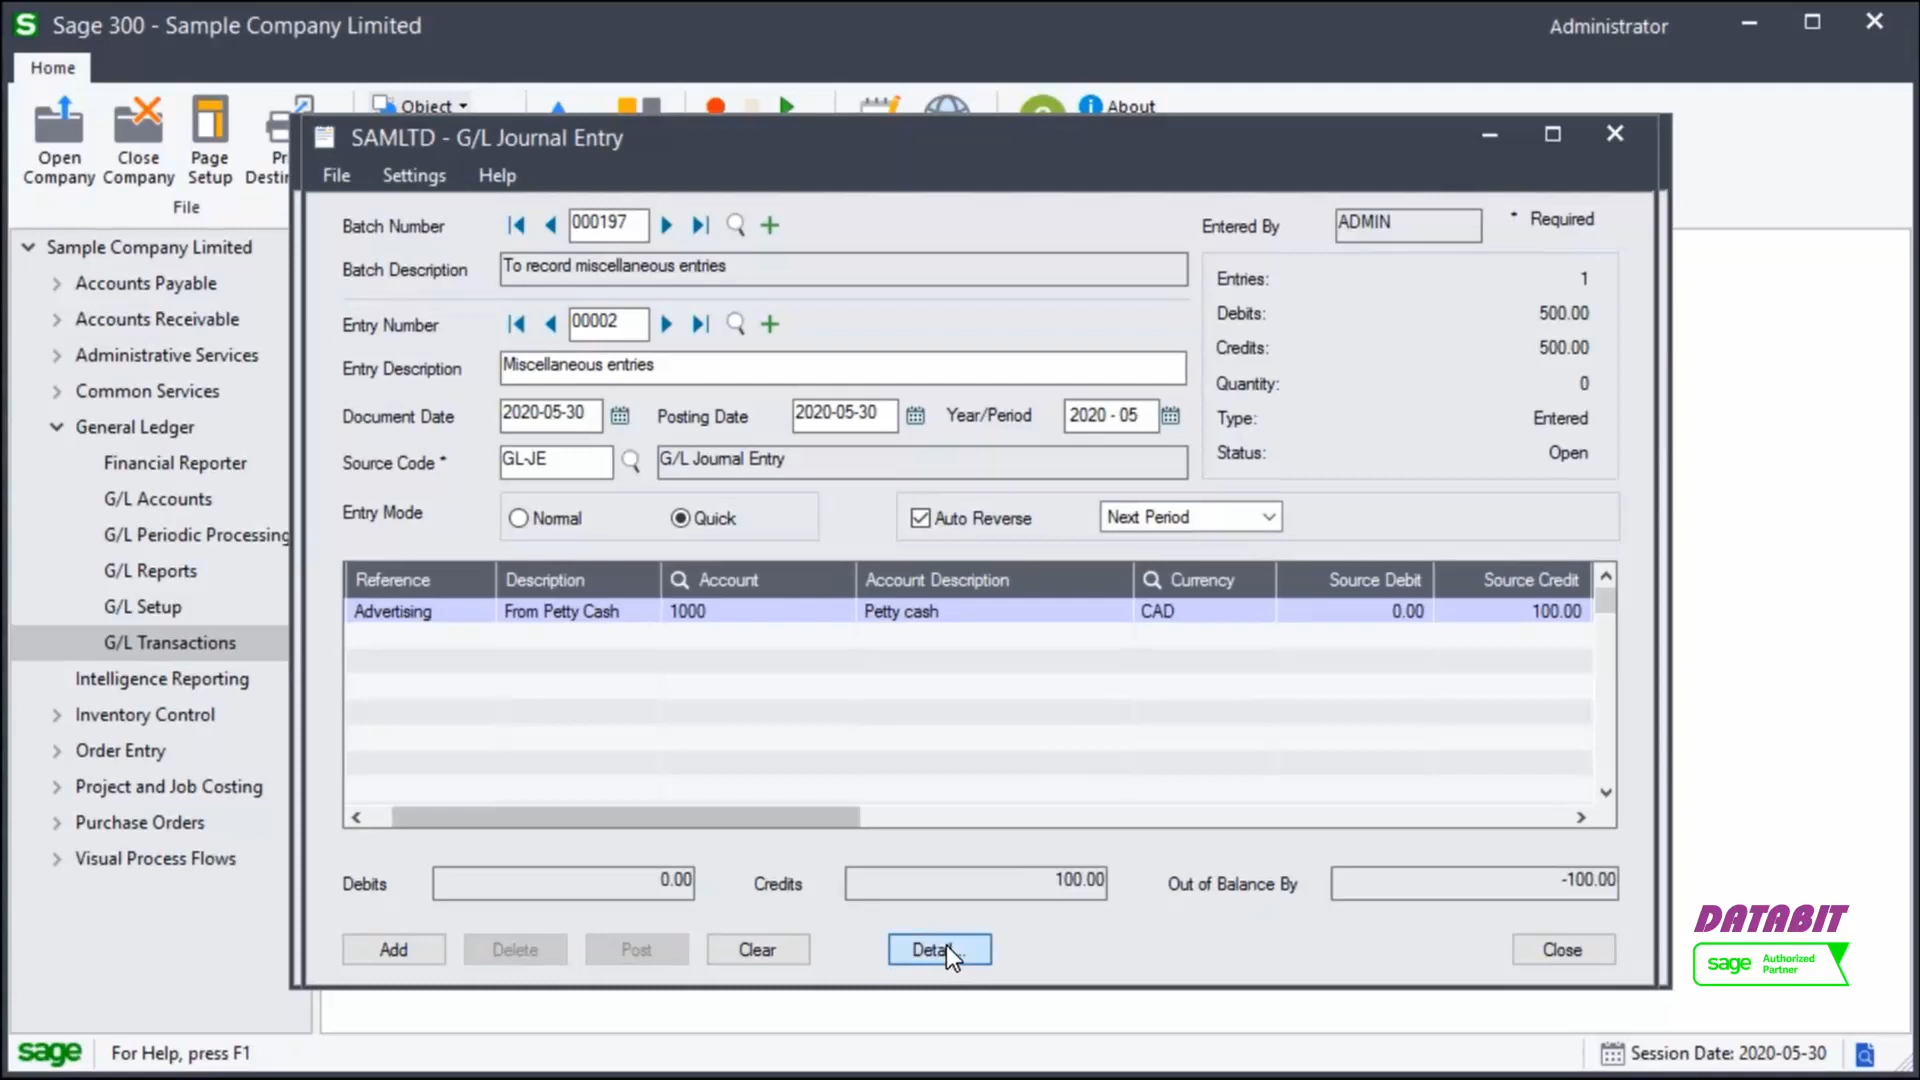 Sage 300 - Sample Company Limited
Administrator
Home
Object
About
Open Company
Close Company
Page Setup
File
SAMLTD - G/L Journal Entry
File Settings Help
Batch Number 000197
Entered By ADMIN
* Required
Batch Description To record miscellaneous entries
Entries: 1
Debits: 500.00
Credits: 500.00
Quantity: 0
Type: Entered
Status: Open
Entry Number 00002
Entry Description Miscellaneous entries
Document Date 2020-05-30 Posting Date 2020-05-30 Year/Period 2020 - 05
Source Code * GL-JE G/L Journal Entry
Entry Mode Normal Quick Auto Reverse Next Period
Reference Description Account Account Description Currency Source Debit Source Credit
Advertising From Petty Cash 1000 Petty cash CAD 0.00 100.00
Debits 0.00 Credits 100.00 Out of Balance By -100.00
Add Delete Post Clear Close
Sample Company Limited
Accounts Payable
Accounts Receivable
Administrative Services
Common Services
General Ledger
Financial Reporter
G/L Accounts
G/L Periodic Processing
G/L Reports
G/L Setup
G/L Transactions
Intelligence Reporting
Inventory Control
Order Entry
Project and Job Costing
Purchase Orders
Visual Process Flows
DATABIT
sage Authorized Partner
sage For Help, press F1
Session Date: 2020-05-30